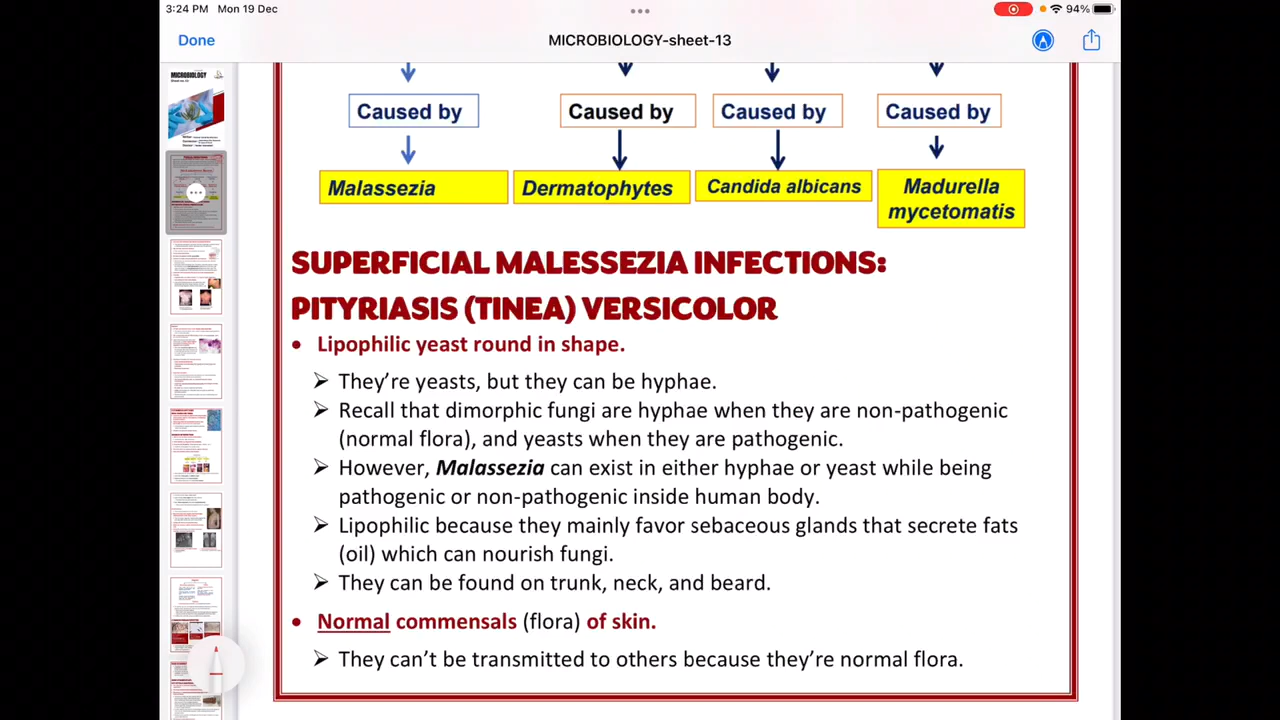 3:24 PM Mon 19 Dec
94%
Done
MICROBIOLOGY-sheet-13
MICROBIOLOGY
Caused by
Caused by
Caused by
Caused by
Malassezia
Dermatophytes
Candida albicans
Madurella
mycetomatis
SUPERFICIAL MALESSEZIA INFECTIONS:
PITYRIASIS (TINEA) VERSICOLOR
• Lipophilic yeast round in shape.
➤ They're yeasts, but they can be hyphae.
➤ Recall that dimorphic fungi are hyphae when they are non-pathogenic
(normal flora), and yeasts when they are pathogenic.
➤ However, Malassezia can exist in either hyphae or yeast while being
pathogenic or non-pathogenic inside human body.
➤ Lipophilic because they mainly favor sebaceous glands that secrete fats
(oil) which can nourish fungi.
➤ They can be found on trunk, neck, and beard.
• Normal commensals (flora) of skin.
➤ They can't be transmitted to others because they're normal flora.